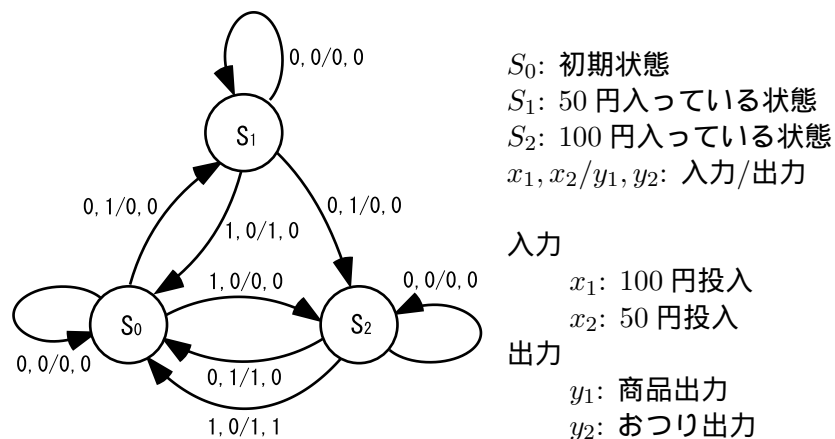 0,0/0,0
S₁
0,1/0,0
1,0/1,0
0,1/0,0
1,0/0,0
0,0/0,0
S₀
S₂
0,0/0,0
0,1/1,0
1,0/1,1
S₀: 初期状態
S₁: 50 円入っている状態
S₂: 100 円入っている状態
x₁, x₂/y₁, y₂: 入力/出力
入力
x₁: 100 円投入
x₂: 50 円投入
出力
y₁: 商品出力
y₂: おつり出力